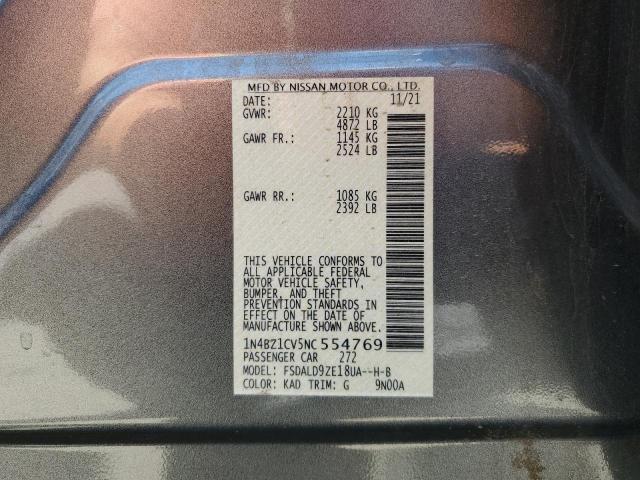 MFD BY NISSAN MOTOR CO., LTD.
DATE: 11/21
GVWR: 2210 KG
4872 LB
GAWR FR.: 1145 KG
2524 LB
GAWR RR.: 1085 KG
2392 LB
THIS VEHICLE CONFORMS TO
ALL APPLICABLE FEDERAL
MOTOR VEHICLE SAFETY,
BUMPER, AND THEFT
PREVENTION STANDARDS IN
EFFECT ON THE DATE OF
MANUFACTURE SHOWN ABOVE.
1N4BZ1CV5NC554769
PASSENGER CAR 272
MODEL: FSDALD9ZE18UA--H-B
COLOR: KAD TRIM: G 9N00A